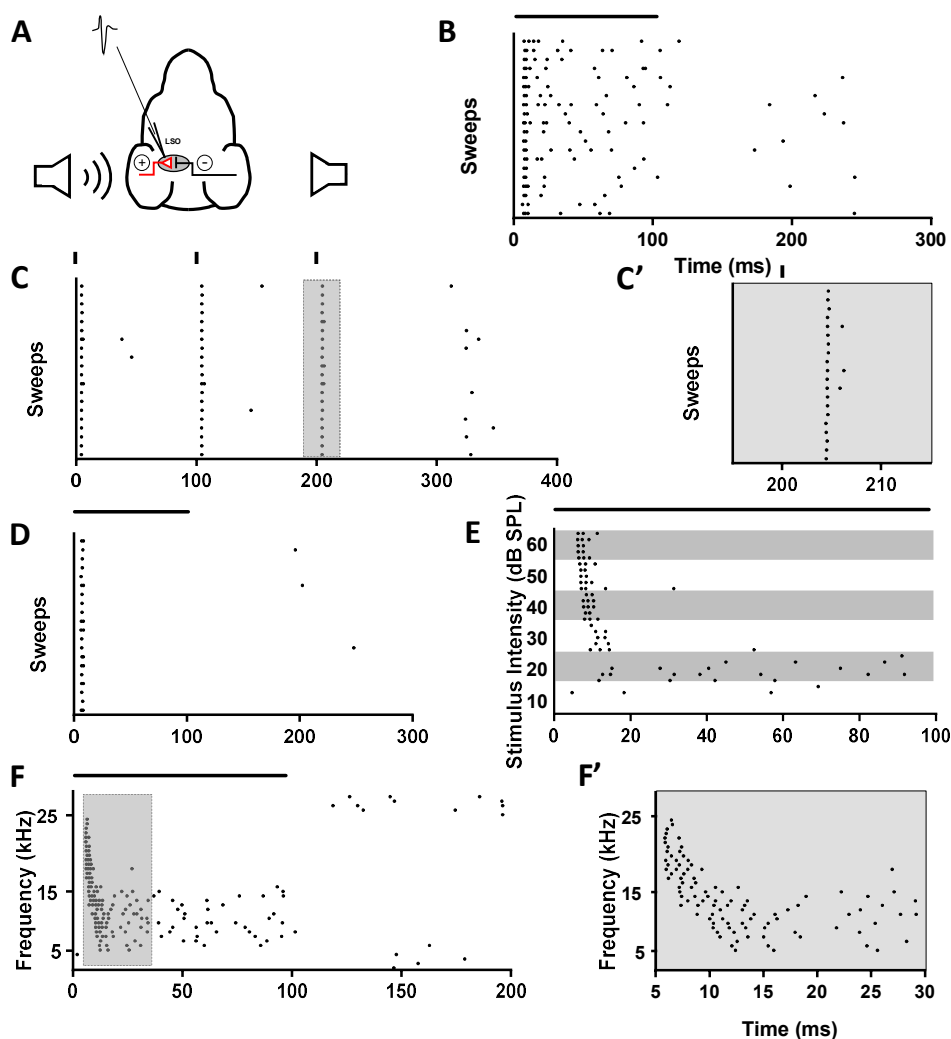 A
LSO
+
−
B
Sweeps
0 100 200 300
Time (ms)
C
Sweeps
0 100 200 300 400
C’
Sweeps
200 210
D
Sweeps
0 100 200 300
E
Stimulus Intensity (dB SPL)
60
50
40
30
20
10
0 20 40 60 80 100
F
Frequency (kHz)
25
15
5
0 50 100 150 200
F’
Frequency (kHz)
25
15
5
5 10 15 20 25 30
Time (ms)